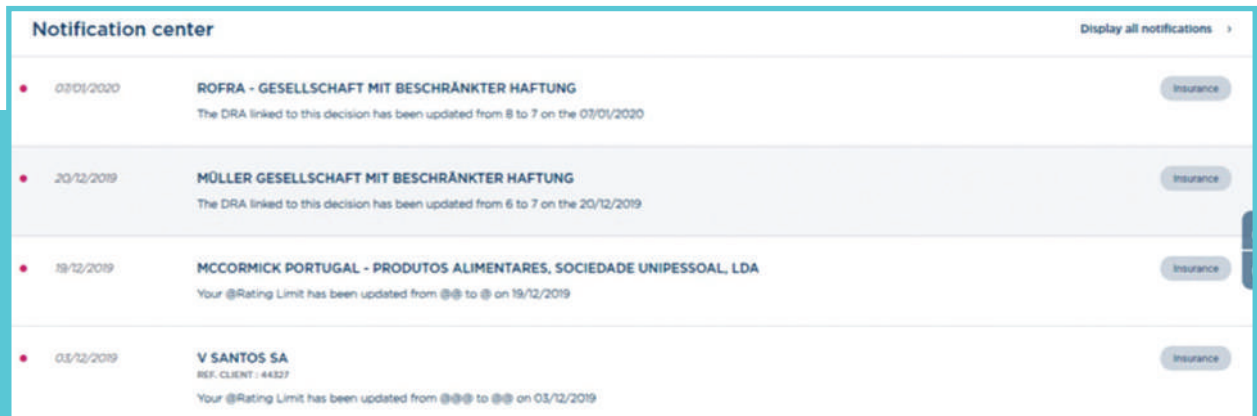 Notification center
Display all notifications >
07/01/2020
ROFRA - GESELLSCHAFT MIT BESCHRÄNKTER HAFTUNG
Insurance
The DRA linked to this decision has been updated from 8 to 7 on the 07/01/2020
20/12/2019
MÜLLER GESELLSCHAFT MIT BESCHRÄNKTER HAFTUNG
Insurance
The DRA linked to this decision has been updated from 6 to 7 on the 20/12/2019
19/12/2019
MCCORMICK PORTUGAL - PRODUTOS ALIMENTARES, SOCIEDADE UNIPESSOAL, LDA
Insurance
Your @Rating Limit has been updated from @@ to @ on 19/12/2019
03/12/2019
V SANTOS SA
Insurance
REF. CLIENT : 44327
Your @Rating Limit has been updated from @@@ to @@ on 03/12/2019